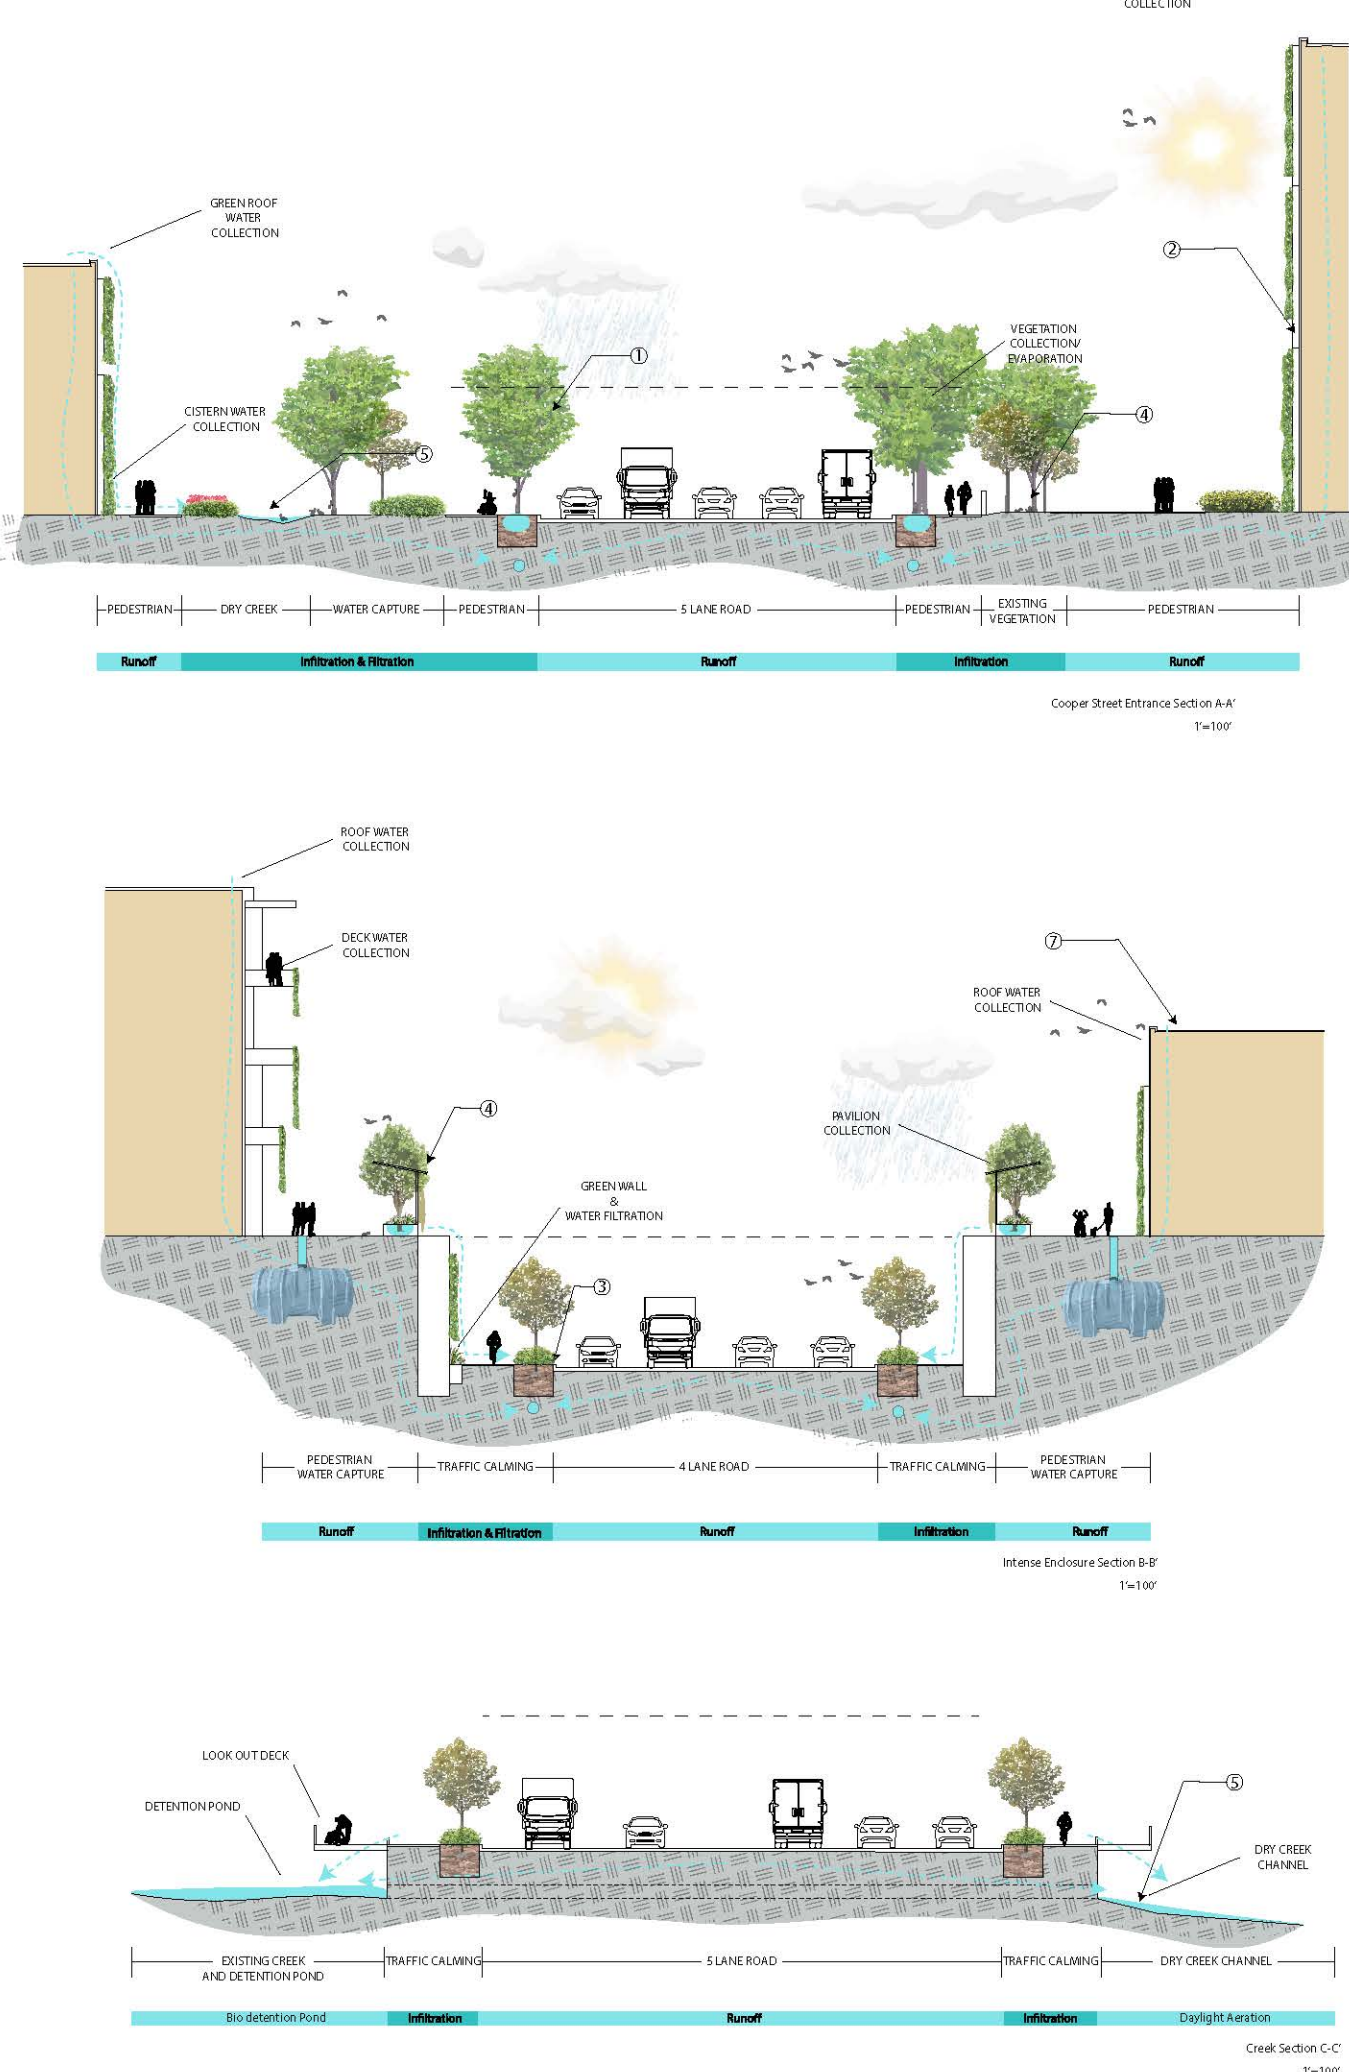 COLLECTION
GREEN ROOF
WATER
COLLECTION
②
VEGETATION
COLLECTION/
EVAPORATION
①
CISTERN WATER
COLLECTION
④
⑤
PEDESTRIAN
DRY CREEK
WATER CAPTURE
PEDESTRIAN
5 LANE ROAD
PEDESTRIAN
EXISTING
VEGETATION
PEDESTRIAN
Runoff
Infiltration & Filtration
Runoff
Infiltration
Runoff
Cooper Street Entrance Section A-A'
1'=100'
ROOF WATER
COLLECTION
DECK WATER
COLLECTION
⑦
ROOF WATER
COLLECTION
④
PAVILION
COLLECTION
GREEN WALL
&
WATER FILTRATION
③
PEDESTRIAN
WATER CAPTURE
TRAFFIC CALMING
4 LANE ROAD
TRAFFIC CALMING
PEDESTRIAN
WATER CAPTURE
Runoff
Infiltration & Filtration
Runoff
Infiltration
Runoff
Intense Enclosure Section B-B'
1'=100'
LOOK OUT DECK
⑤
DETENTION POND
DRY CREEK
CHANNEL
EXISTING CREEK
AND DETENTION POND
TRAFFIC CALMING
5 LANE ROAD
TRAFFIC CALMING
DRY CREEK CHANNEL
Bio detention Pond
Infiltration
Runoff
Infiltration
Daylight Aeration
Creek Section C-C'
1'=100'